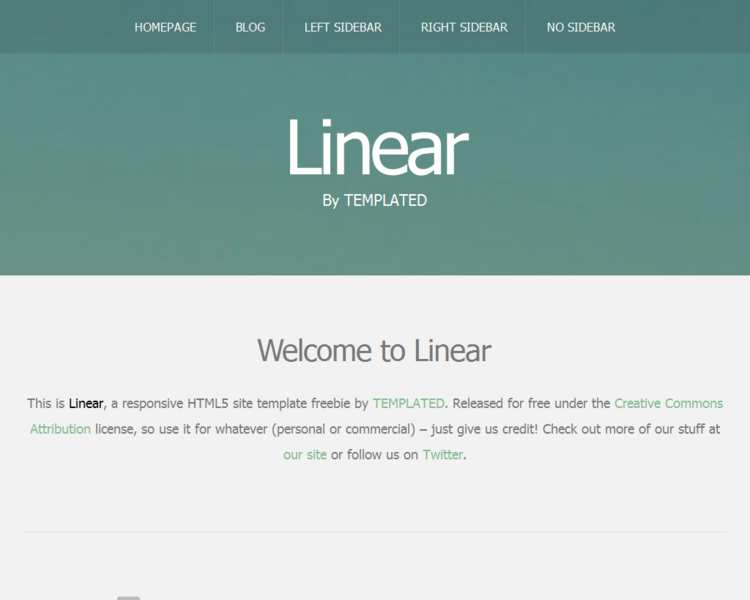 HOMEPAGE BLOG LEFT SIDEBAR RIGHT SIDEBAR NO SIDEBAR
Linear
By TEMPLATED
Welcome to Linear
This is Linear, a responsive HTML5 site template freebie by TEMPLATED. Released for free under the Creative Commons
Attribution license, so use it for whatever (personal or commercial) – just give us credit! Check out more of our stuff at
our site or follow us on Twitter.